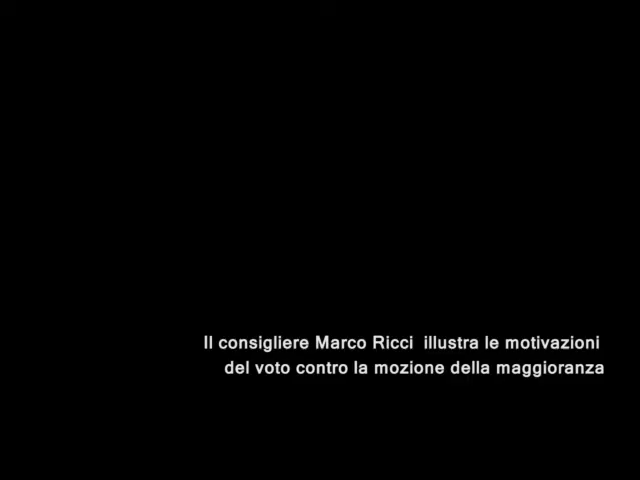 Il consigliere Marco Ricci illustra le motivazioni
del voto contro la mozione della maggioranza